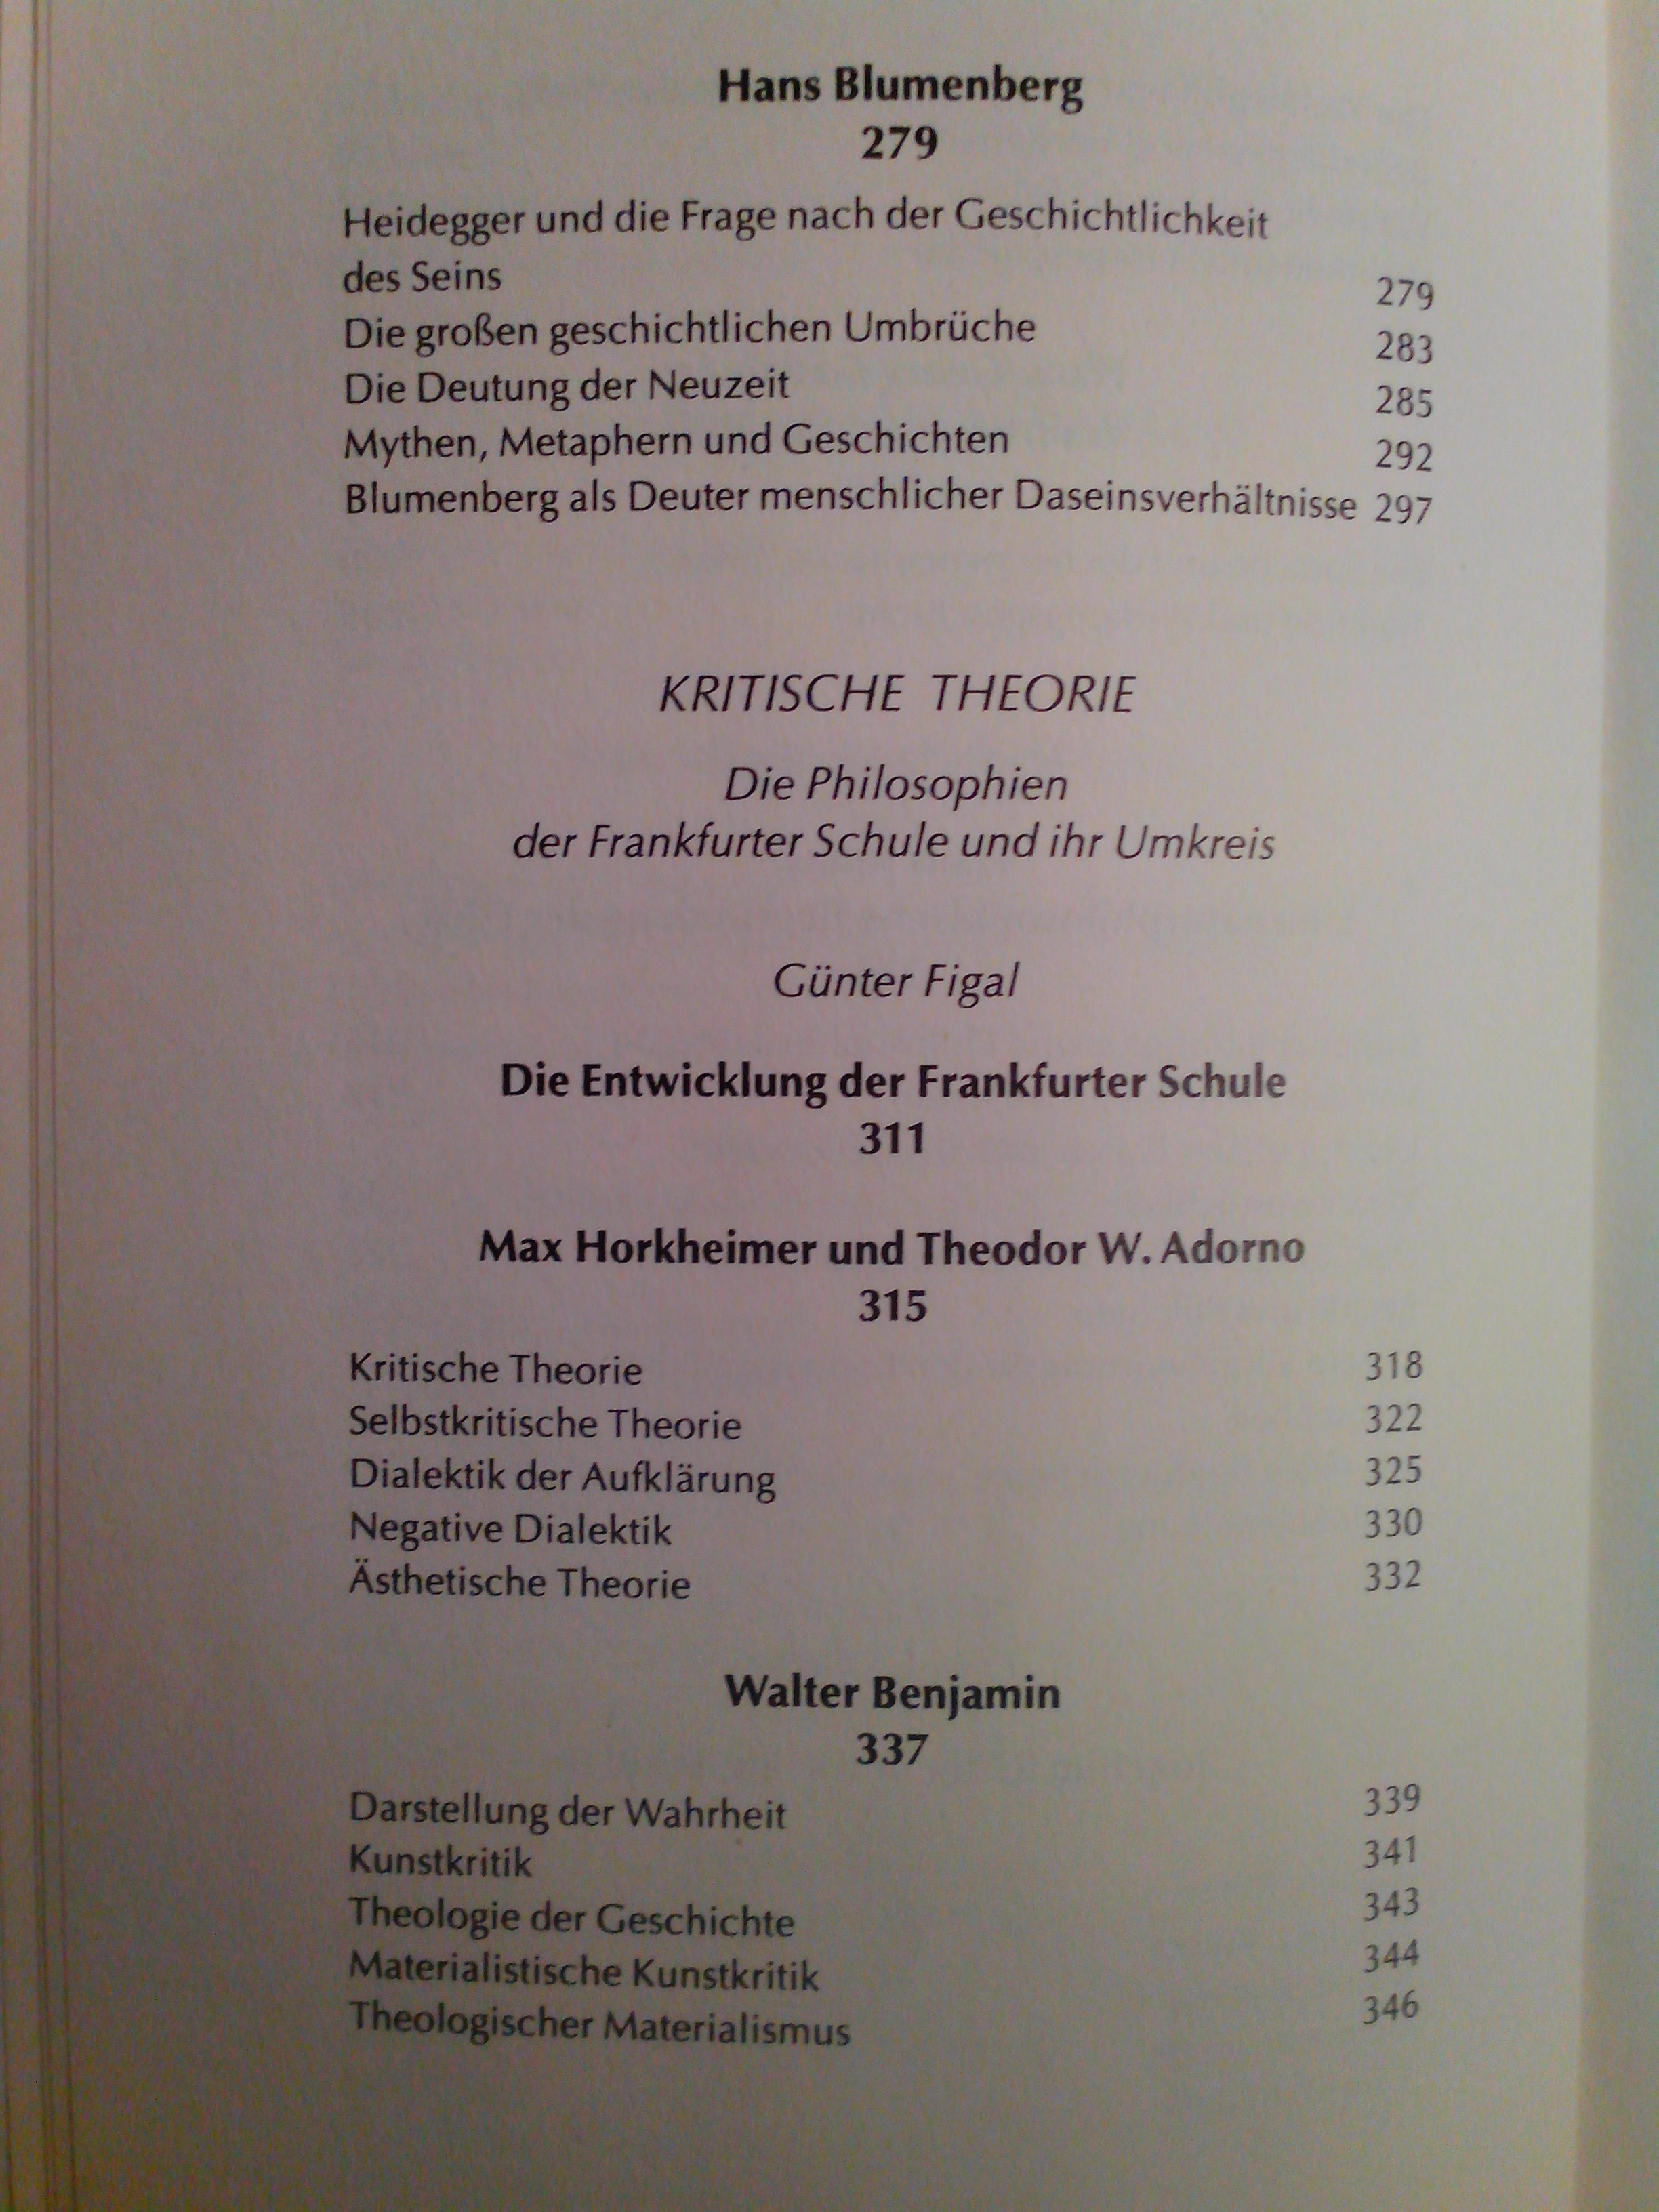 Hans Blumenberg
279
Heidegger und die Frage nach der Geschichtlichkeit
des Seins 279
Die großen geschichtlichen Umbrüche 283
Die Deutung der Neuzeit 285
Mythen, Metaphern und Geschichten 292
Blumenberg als Deuter menschlicher Daseinsverhältnisse 297
KRITISCHE THEORIE
Die Philosophien
der Frankfurter Schule und ihr Umkreis
Günter Figal
Die Entwicklung der Frankfurter Schule
311
Max Horkheimer und Theodor W. Adorno
315
Kritische Theorie 318
Selbstkritische Theorie 322
Dialektik der Aufklärung 325
Negative Dialektik 330
Ästhetische Theorie 332
Walter Benjamin
337
Darstellung der Wahrheit 339
Kunstkritik 341
Theologie der Geschichte 343
Materialistische Kunstkritik 344
Theologischer Materialismus 346